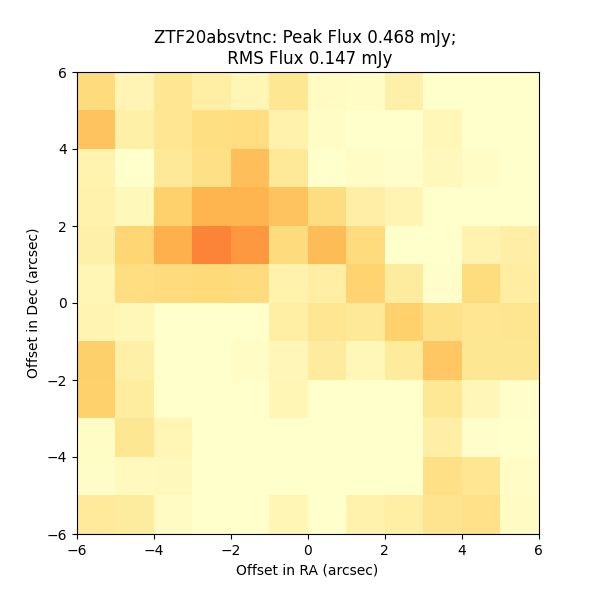 ZTF20absvtnc: Peak Flux 0.468 mJy;
RMS Flux 0.147 mJy
6
4
2
0
−2
−4
−6
Offset in Dec (arcsec)
−6 −4 −2 0 2 4 6
Offset in RA (arcsec)